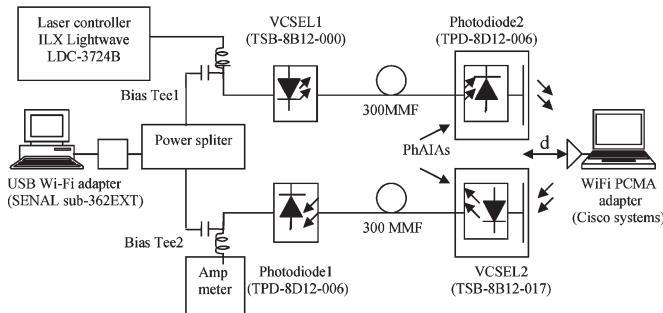 Laser controller
ILX Lightwave
LDC-3724B
VCSEL1
(TSB-8B12-000)
Photodiode2
(TPD-8D12-006)
Bias Tee1
300MMF
Power spliter
PhAIAs
d
USB Wi-Fi adapter
(SENAL sub-362EXT)
WiFi PCMA
adapter
(Cisco systems)
Bias Tee2
300 MMF
Amp
meter
Photodiode1
(TPD-8D12-006)
VCSEL2
(TSB-8B12-017)